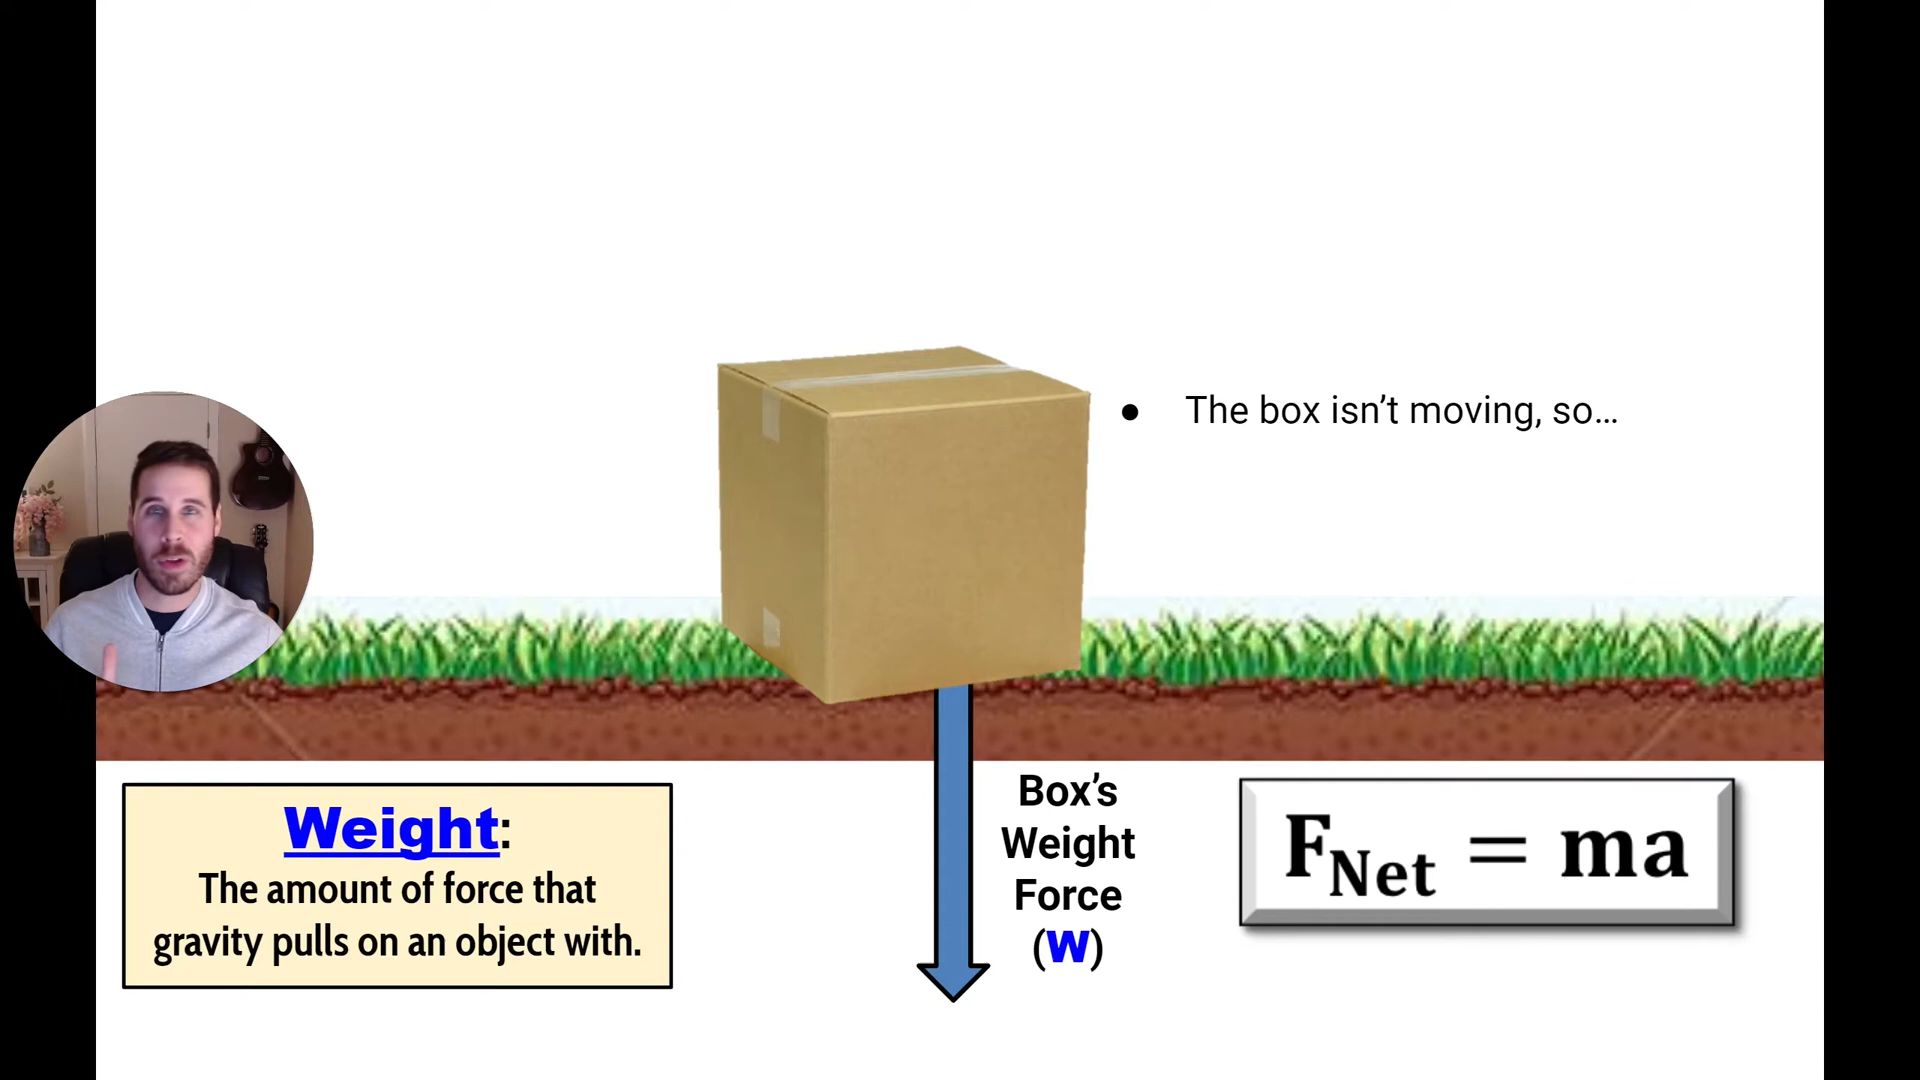 ● The box isn’t moving, so…
Weight:
The amount of force that
gravity pulls on an object with.
Box’s
Weight
Force
(W)
F_Net = ma